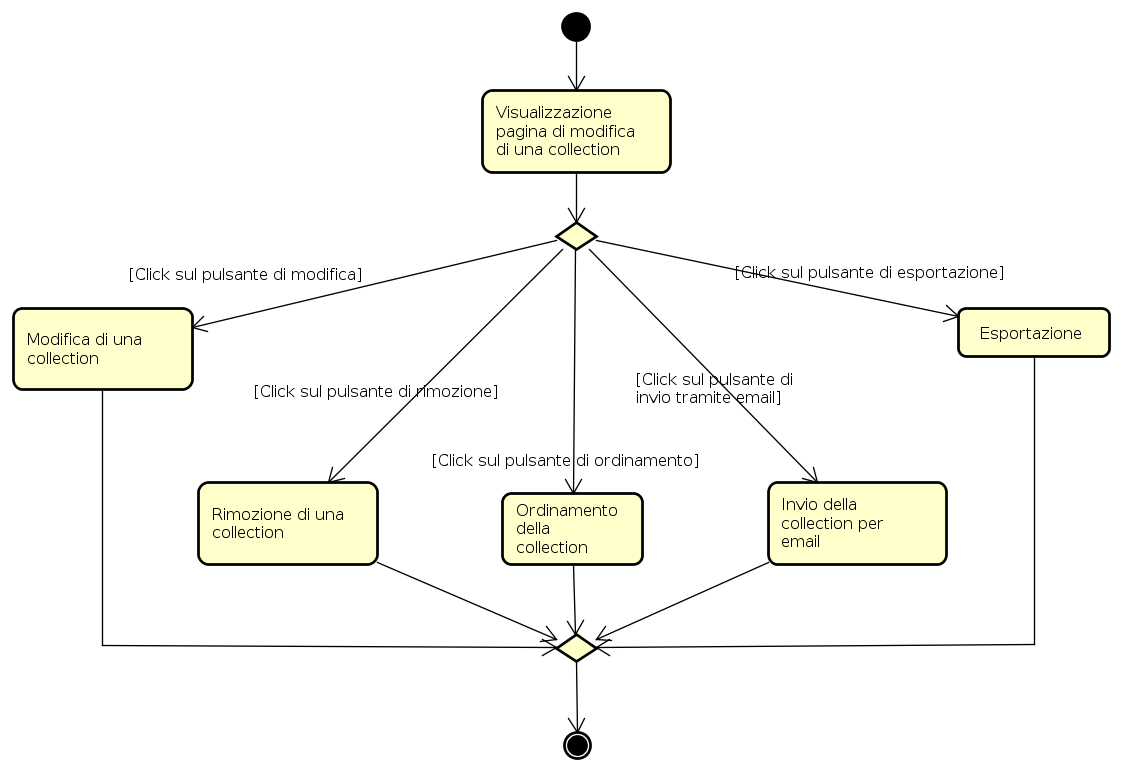 Visualizzazione
pagina di modifica
di una collection
[Click sul pulsante di modifica]
[Click sul pulsante di esportazione]
Modifica di una
collection
Esportazione
[Click sul pulsante di rimozione]
[Click sul pulsante di
invio tramite email]
[Click sul pulsante di ordinamento]
Rimozione di una
collection
Ordinamento
della
collection
Invio della
collection per
email